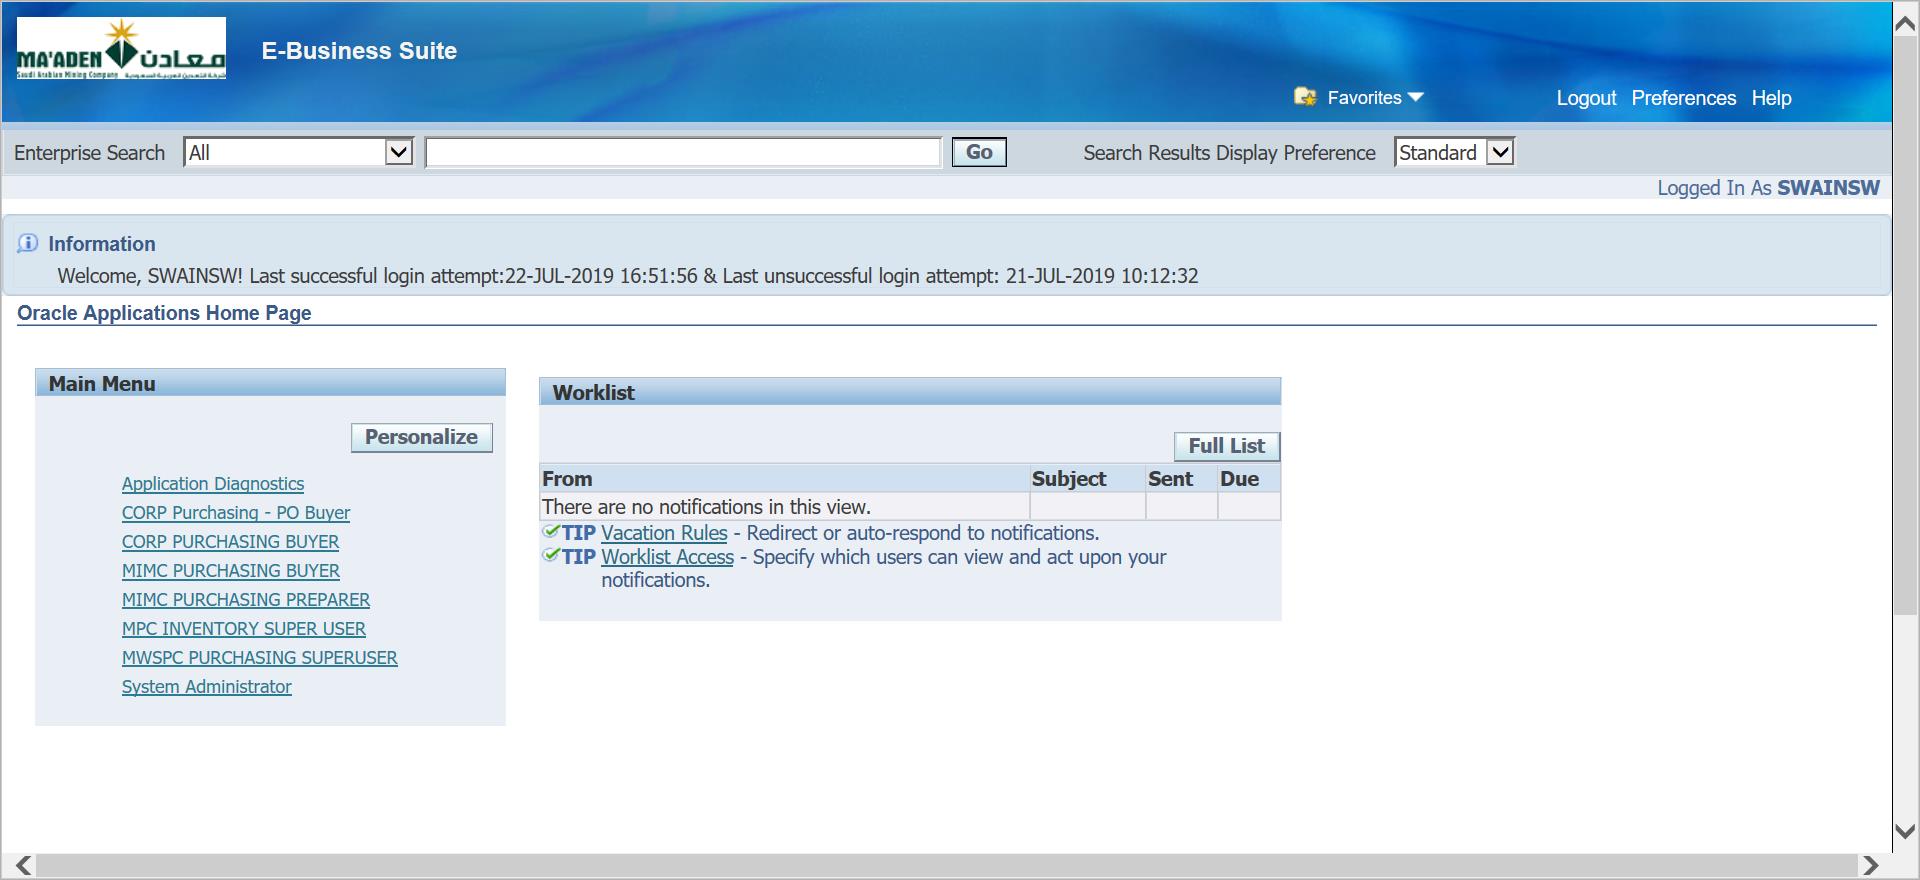 MA'ADEN معادن
Saudi Arabian Mining Company شركة التعدين العربية السعودية
E-Business Suite
Favorites
Logout Preferences Help
Enterprise Search All Go Search Results Display Preference Standard
Logged In As SWAINSW
Information
Welcome, SWAINSW! Last successful login attempt:22-JUL-2019 16:51:56 & Last unsuccessful login attempt: 21-JUL-2019 10:12:32
Oracle Applications Home Page
Main Menu
Personalize
Application Diagnostics
CORP Purchasing - PO Buyer
CORP PURCHASING BUYER
MIMC PURCHASING BUYER
MIMC PURCHASING PREPARER
MPC INVENTORY SUPER USER
MWSPC PURCHASING SUPERUSER
System Administrator
Worklist
Full List
From Subject Sent Due
There are no notifications in this view.
TIP Vacation Rules - Redirect or auto-respond to notifications.
TIP Worklist Access - Specify which users can view and act upon your
notifications.